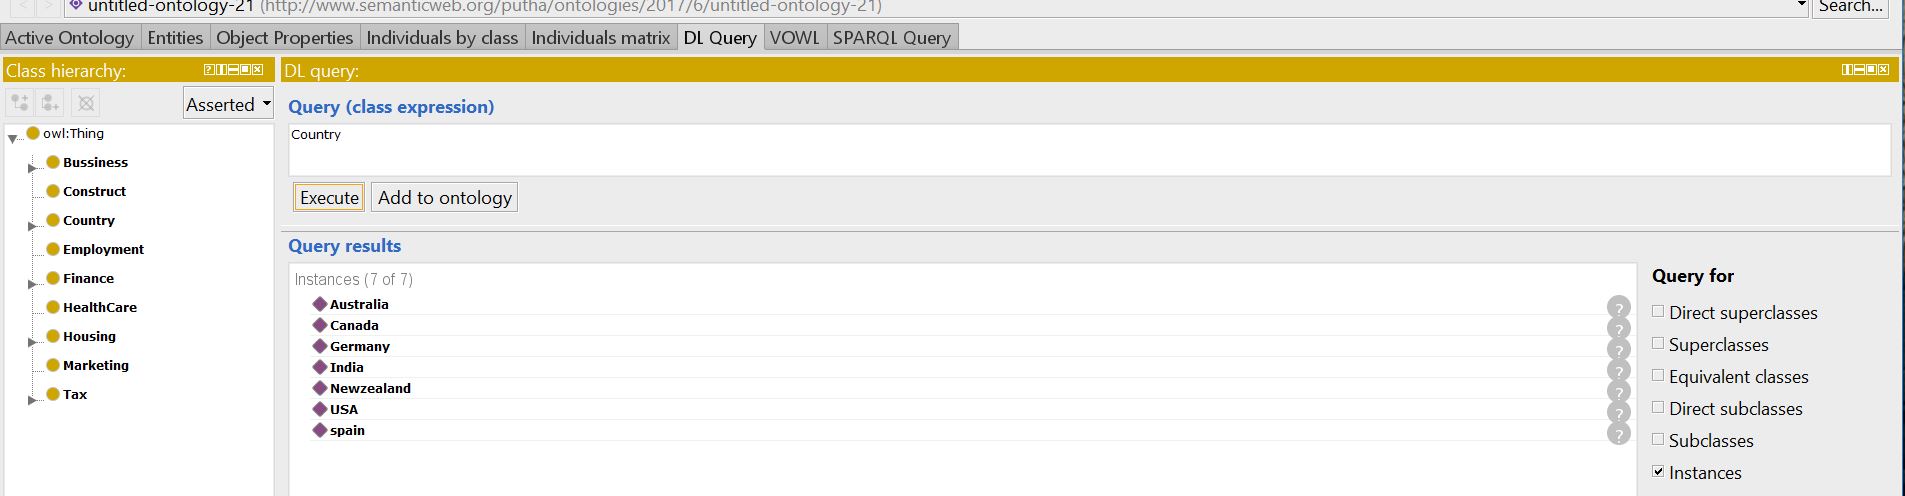 untitled-ontology-21 (http://www.semanticweb.org/putha/ontologies/2017/6/untitled-ontology-21)
Search...
Active Ontology Entities Object Properties Individuals by class Individuals matrix DL Query VOWL SPARQL Query
Class hierarchy:
Asserted
owl:Thing
Bussiness
Construct
Country
Employment
Finance
HealthCare
Housing
Marketing
Tax
DL query:
Query (class expression)
Country
Execute Add to ontology
Query results
Instances (7 of 7)
Australia
Canada
Germany
India
Newzealand
USA
spain
Query for
Direct superclasses
Superclasses
Equivalent classes
Direct subclasses
Subclasses
Instances